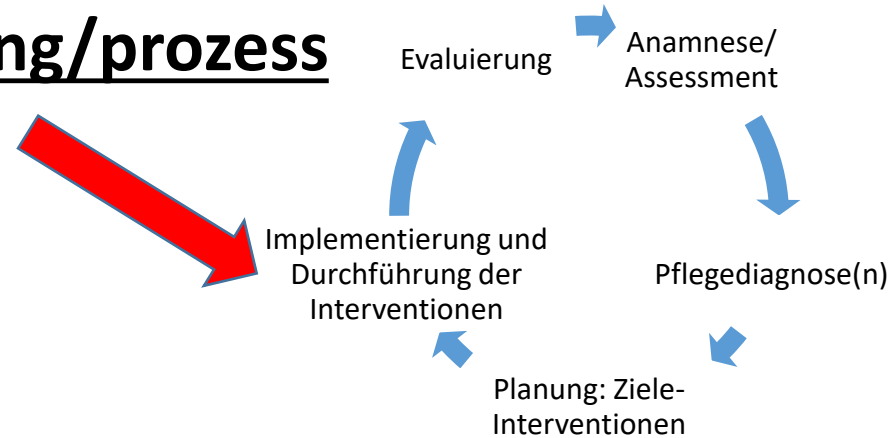 ng/prozess
Evaluierung
Anamnese/
Assessment
Implementierung und
Durchführung der
Interventionen
Pflegediagnose(n)
Planung: Ziele-
Interventionen